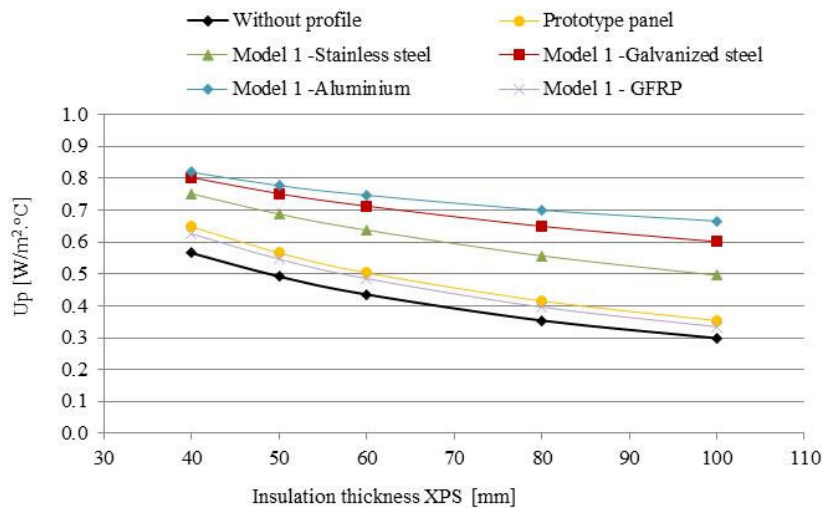 Without profile
Prototype panel
Model 1 -Stainless steel
Model 1 -Galvanized steel
Model 1 -Aluminium
Model 1 - GFRP
Up [W/m².°C]
1.0
0.9
0.8
0.7
0.6
0.5
0.4
0.3
0.2
0.1
0.0
30 40 50 60 70 80 90 100 110
Insulation thickness XPS [mm]